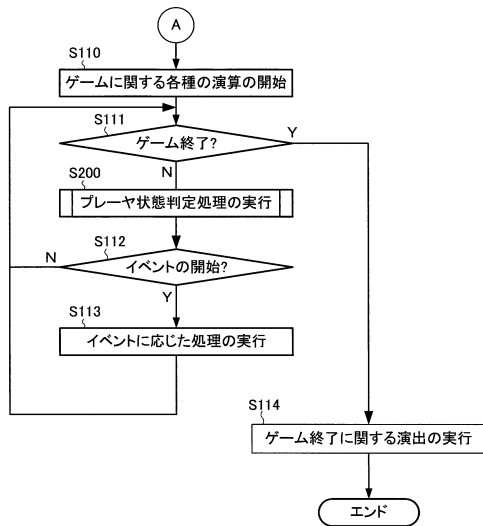 A
S110
ゲームに関する各種の演算の開始
S111
ゲーム終了?
Y
N
S200
プレーヤ状態判定処理の実行
S112
イベントの開始?
N
Y
S113
イベントに応じた処理の実行
S114
ゲーム終了に関する演出の実行
エンド